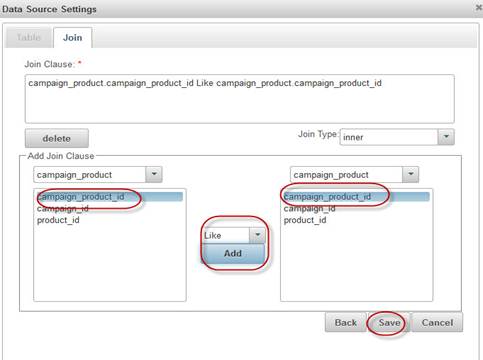 Data Source Settings
Table Join
Join Clause: *
campaign_product.campaign_product_id Like campaign_product.campaign_product_id
delete Join Type: inner
Add Join Clause
campaign_product campaign_product
campaign_product_id campaign_product_id
campaign_id campaign_id
product_id product_id
Like
Add
Back Save Cancel